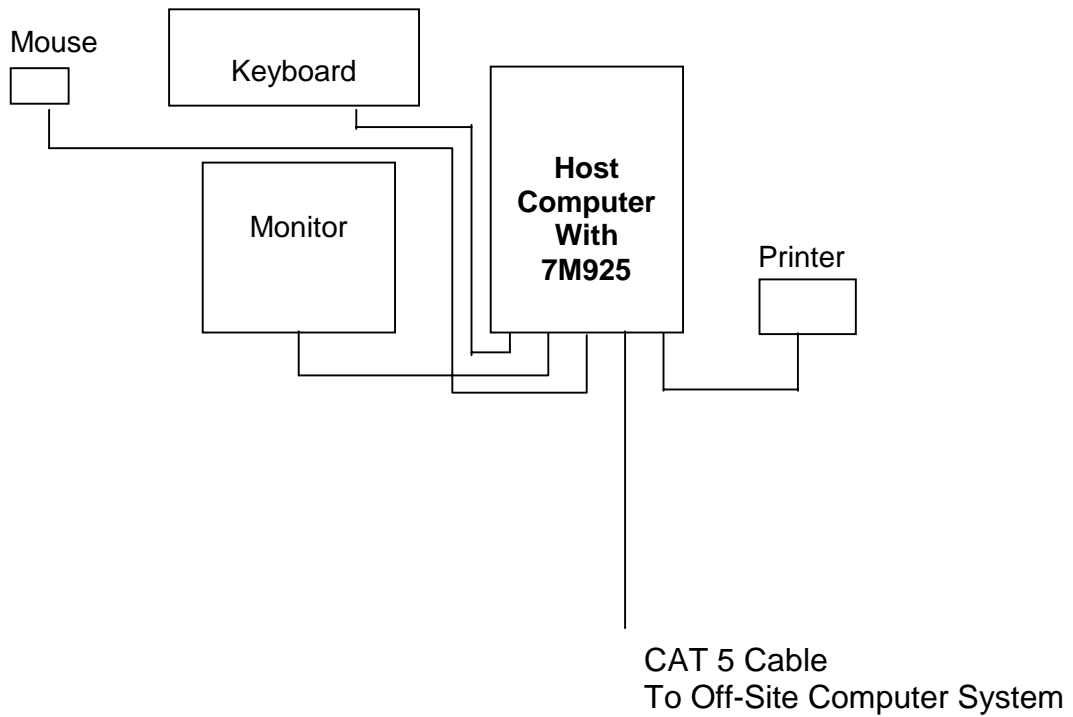 Mouse
Keyboard
Monitor
Host
Computer
With
7M925
Printer
CAT 5 Cable
To Off-Site Computer System